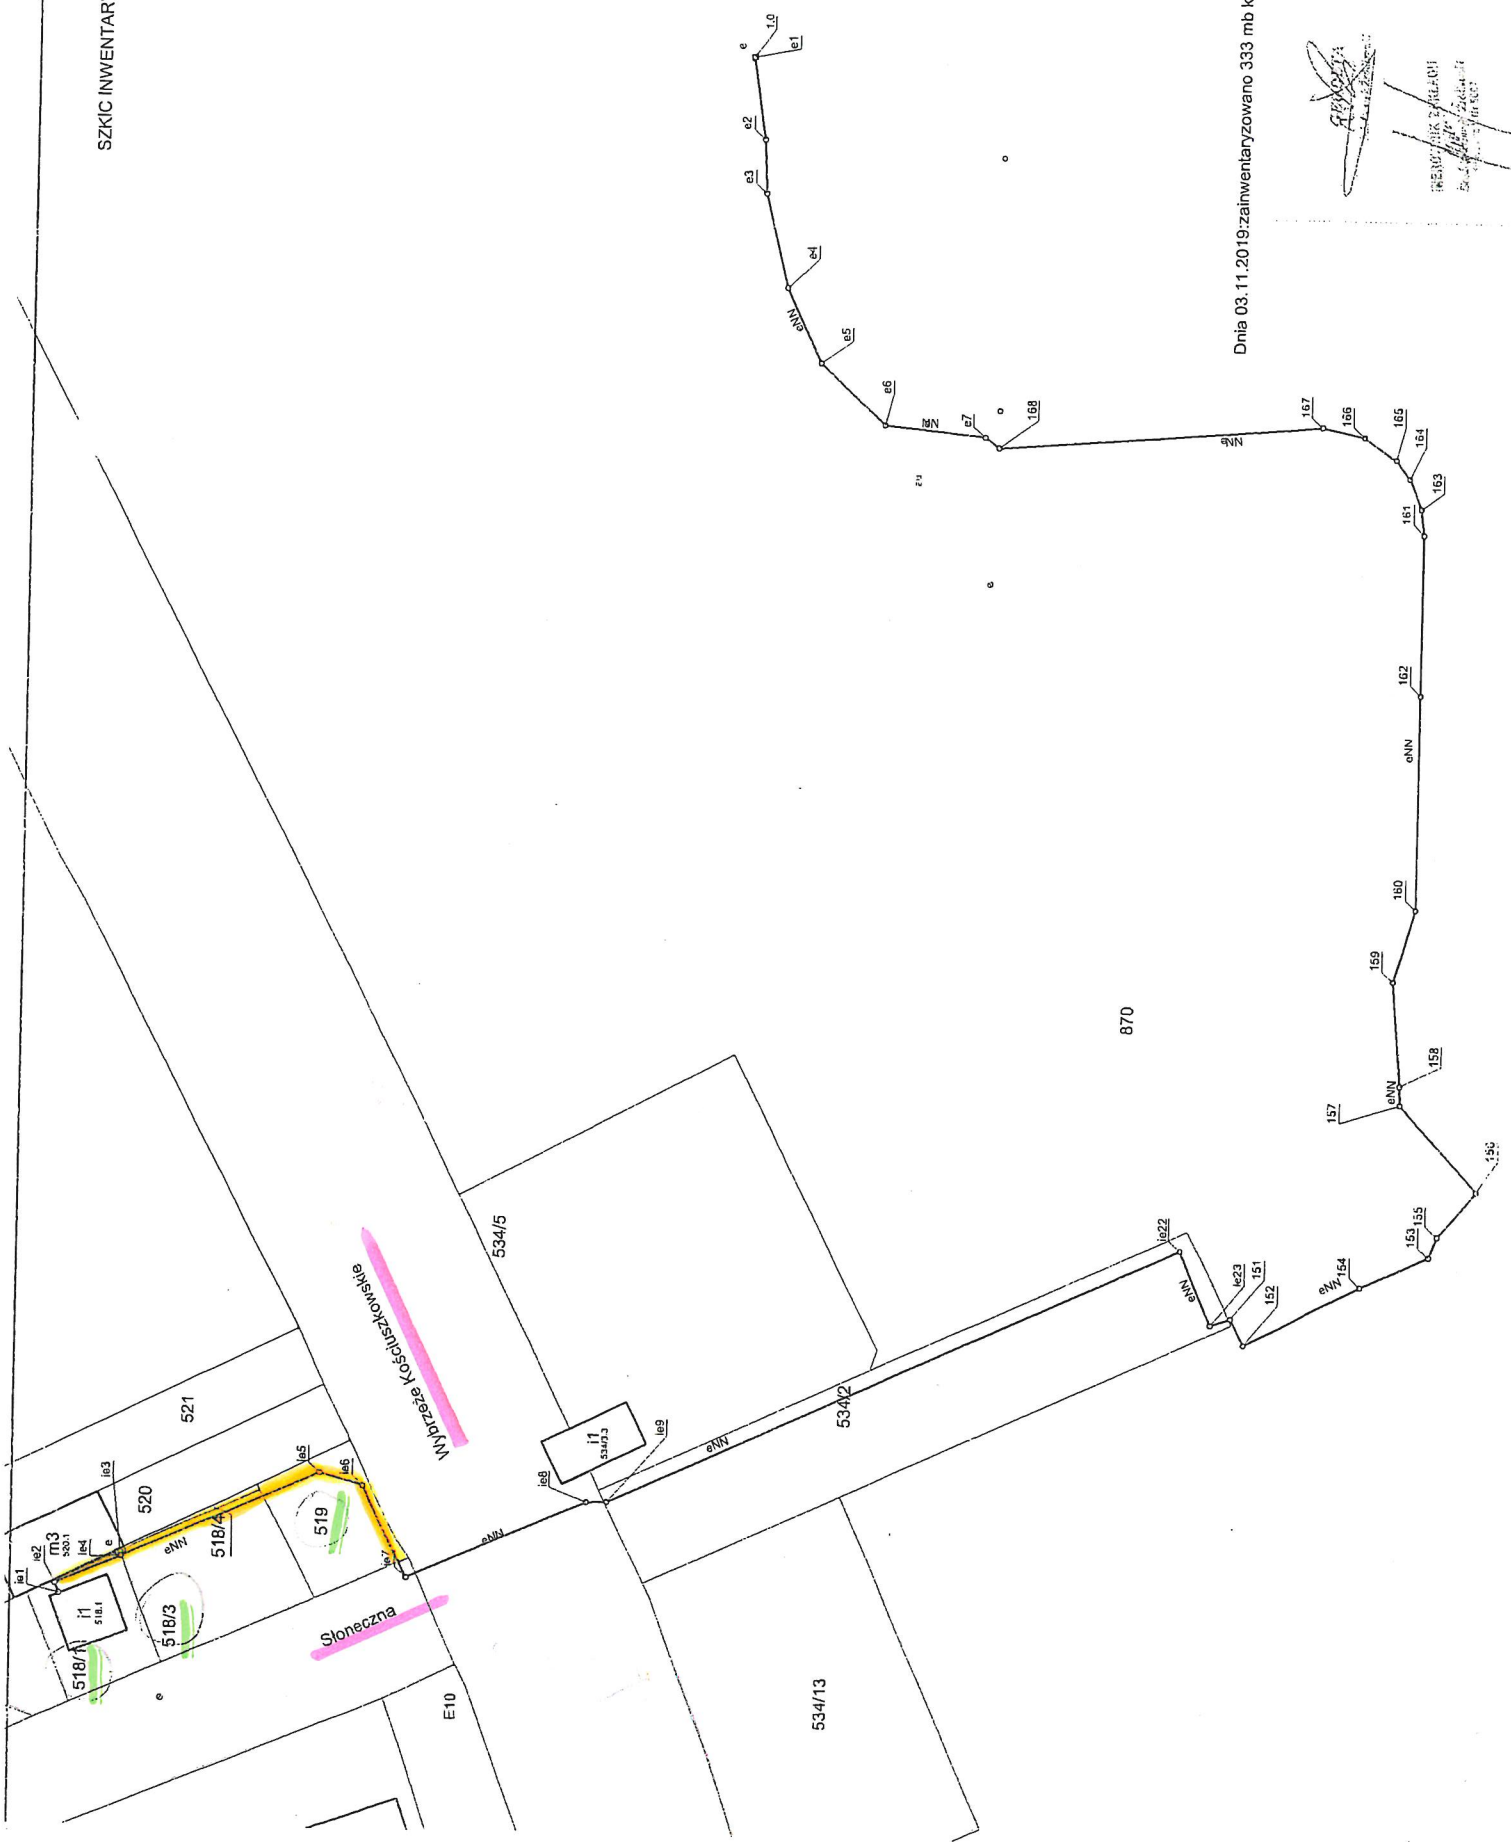 SZKIC INWENTAR
e
1.0
e1
e2
e3
e4
eNN
e5
e6
e7
168
eNN
167
166
165
164
163
161
162
eNN
160
159
158
eNN
157
155
153
154
eNN
152
151
ie23
eNN
ie22
870
e
534/5
534/2
eNN
ie9
ie8
i1
534/3.3
Wybrzeże Kościuszkowskie
521
520
ie3
ie5
ie6
519
518/4
eNN
e
ie4
m3
520.1
ie2
ie1
i1
518.1
518/1
518/3
ie7
eNN
Słoneczna
e
E10
534/13
Dnia 03.11.2019:zainwentaryzowano 333 mb k
GEODETA